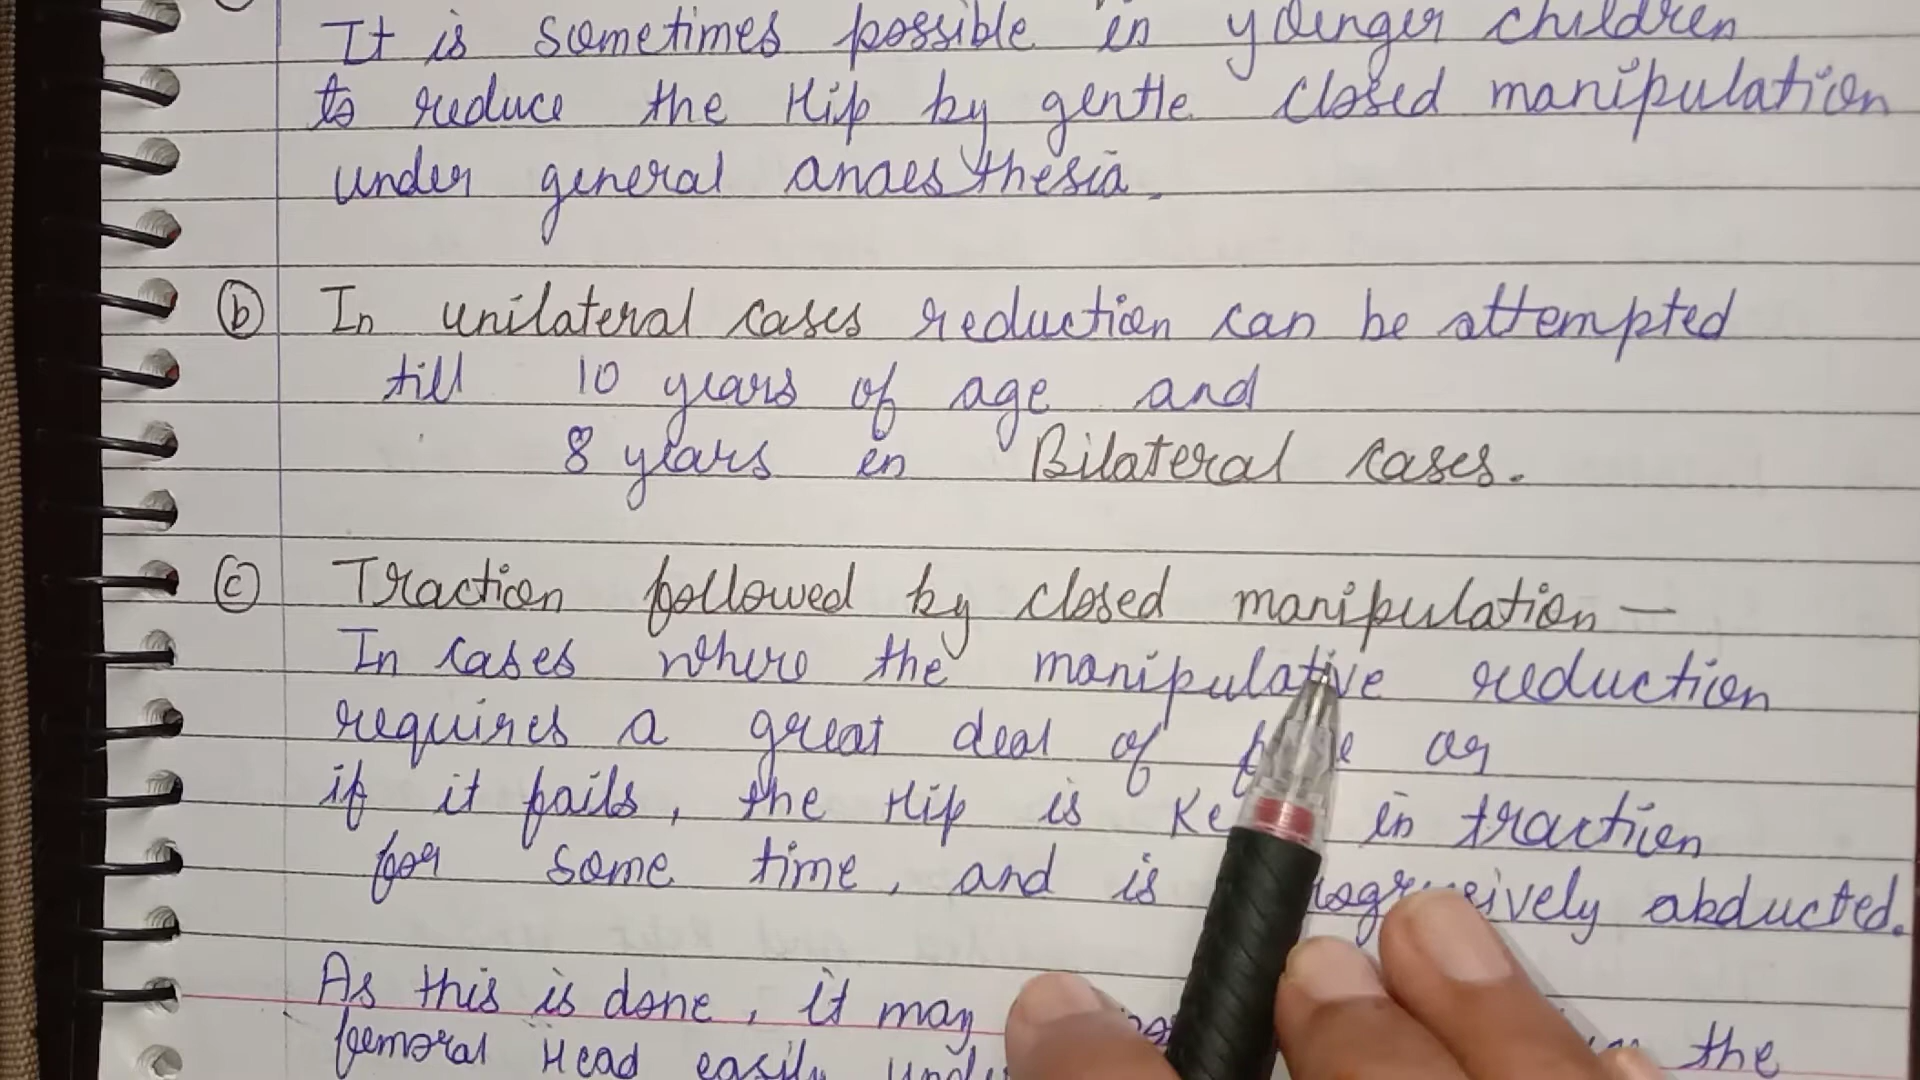 It is sometimes possible in younger children
to reduce the Hip by gentle closed manipulation
under general anaesthesia.
(b) In unilateral cases reduction can be attempted
till 10 years of age and
8 years in Bilateral cases.
(c) Traction followed by closed manipulation —
In cases where the manipulative reduction
requires a great deal of or
if it fails, the Hip is in traction
for some time, and is abducted.
As this is done, it may the
femoral Head easily